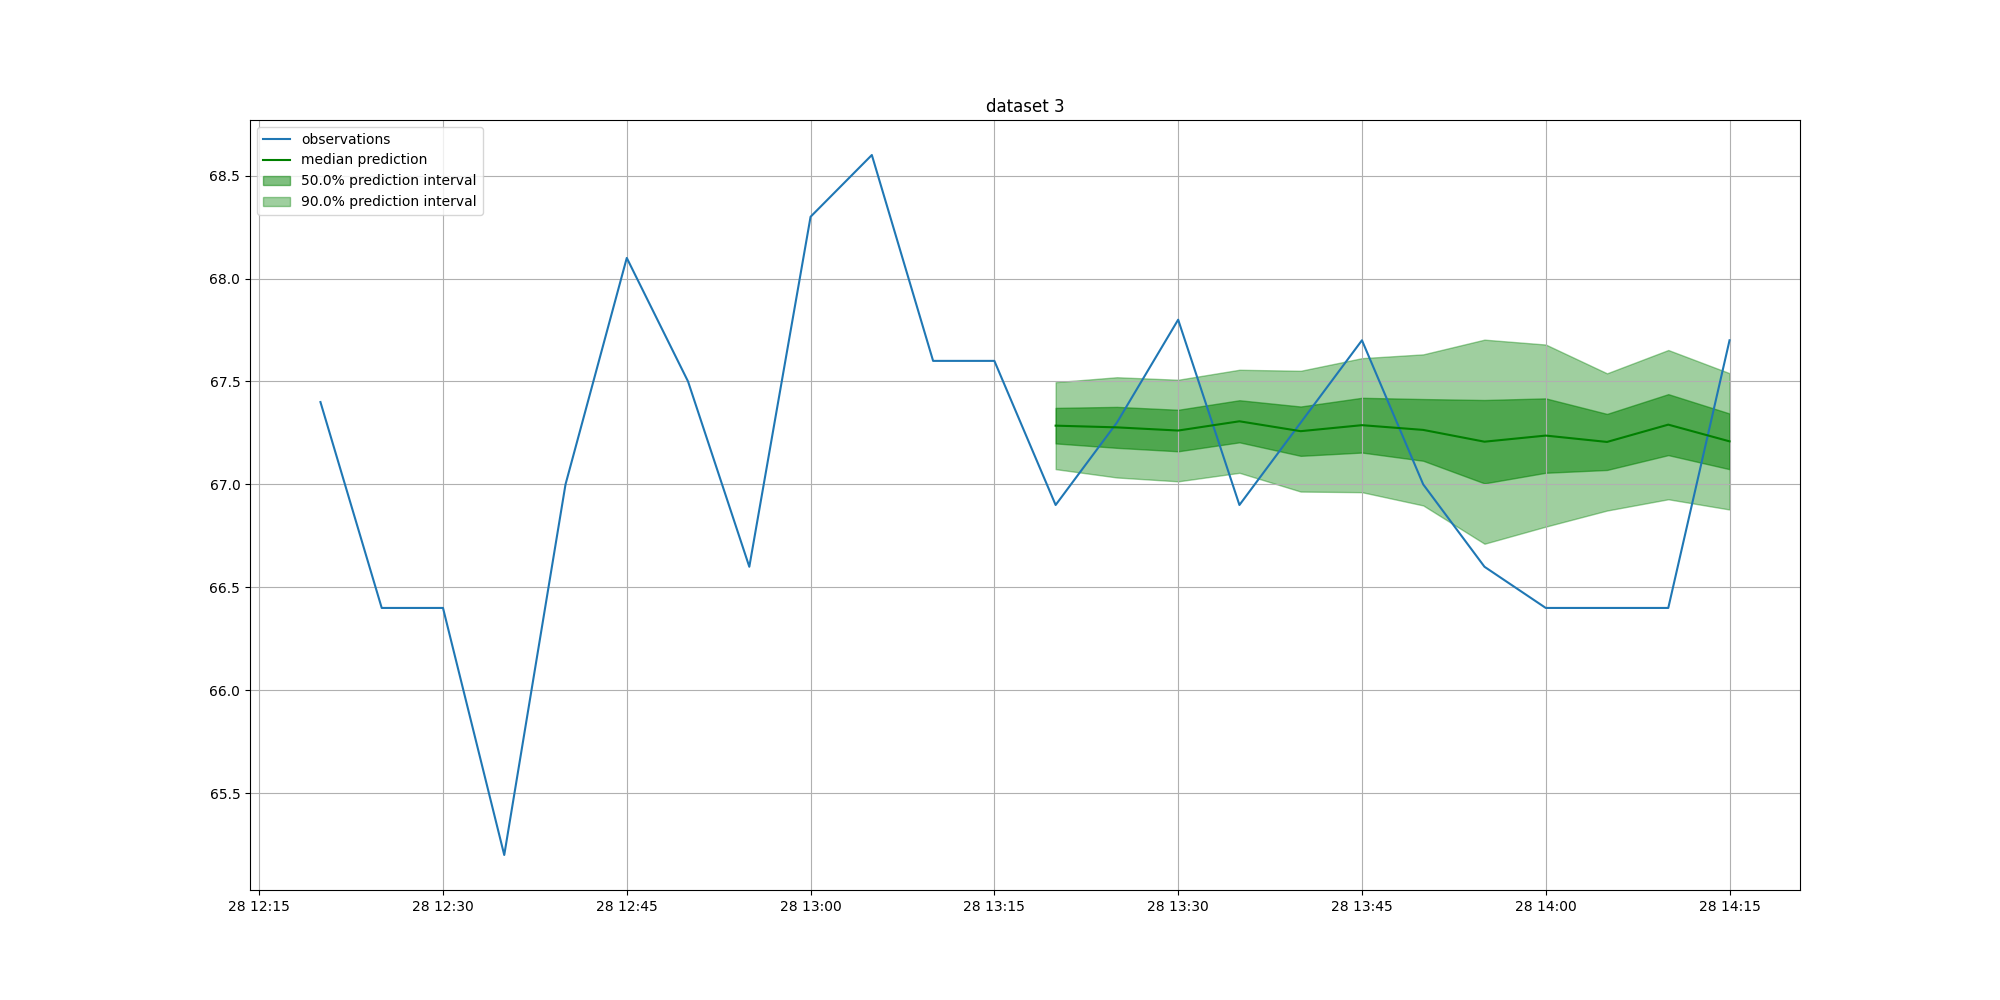 dataset 3
observations
median prediction
50.0% prediction interval
90.0% prediction interval
68.5
68.0
67.5
67.0
66.5
66.0
65.5
28 12:15 28 12:30 28 12:45 28 13:00 28 13:15 28 13:30 28 13:45 28 14:00 28 14:15